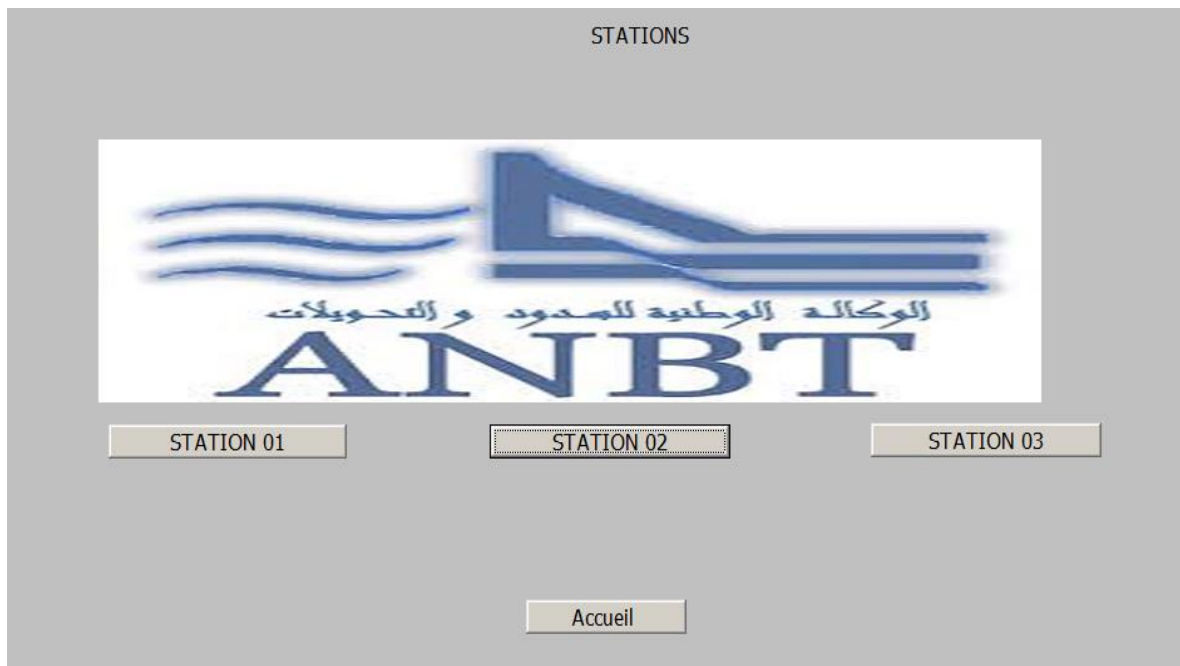 STATIONS
الوكالة الوطنية للسدود و التحويلات
ANBT
STATION 01
STATION 02
STATION 03
Accueil